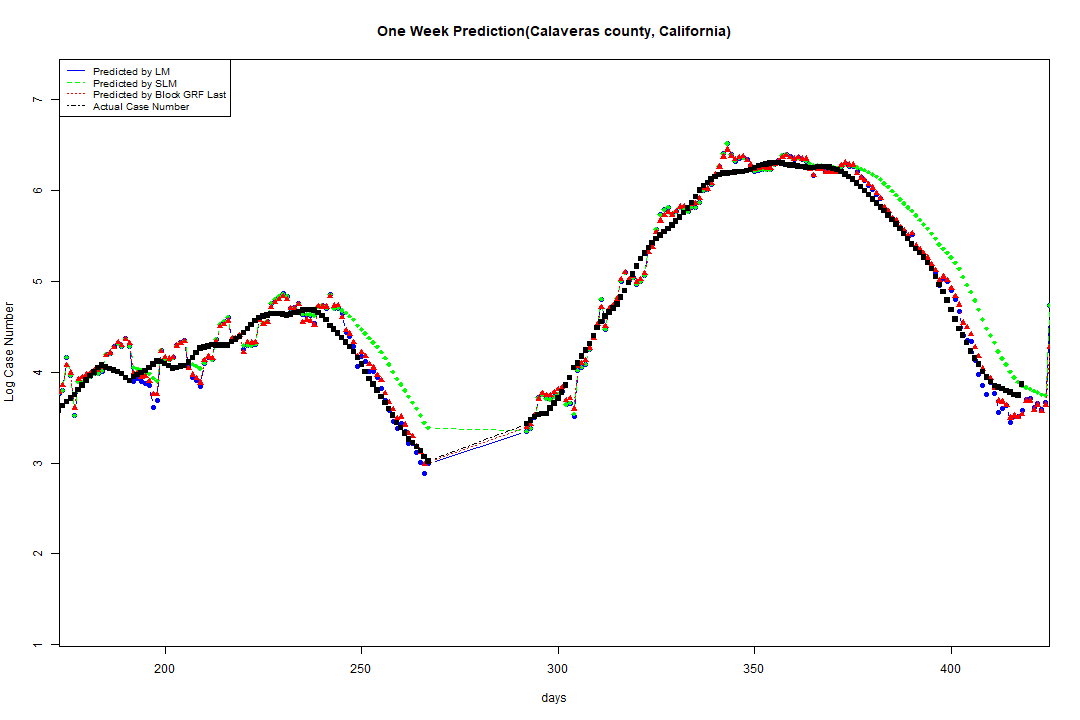 One Week Prediction(Calaveras county, California)
Predicted by LM
Predicted by SLM
Predicted by Block GRF Last
Actual Case Number
7
6
5
4
3
2
1
Log Case Number
200 250 300 350 400
days